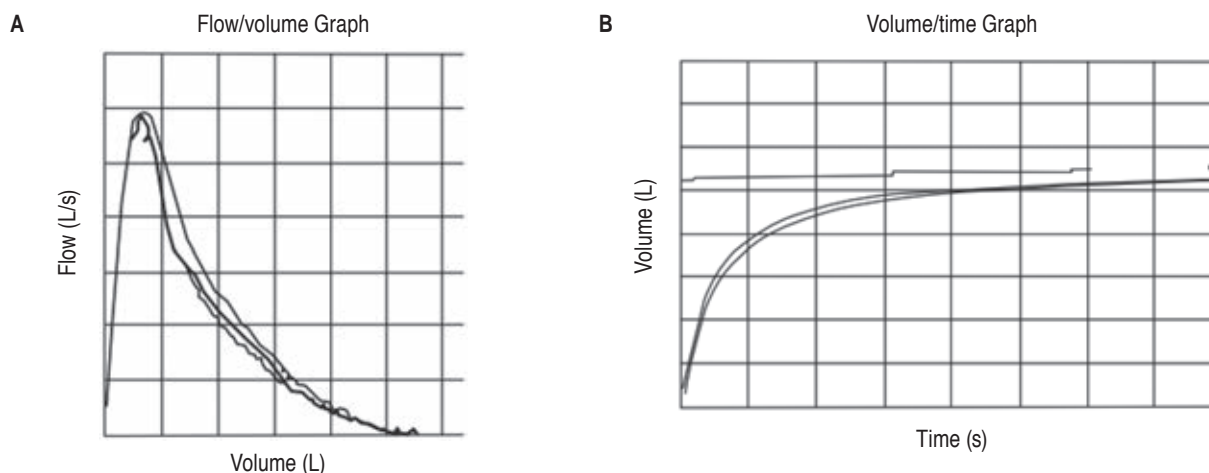 A
Flow/volume Graph
Flow (L/s)
Volume (L)
B
Volume/time Graph
Volume (L)
Time (s)